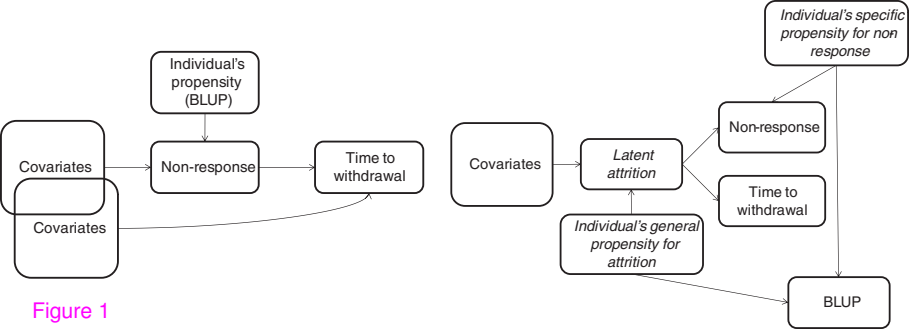 Individual's
propensity
(BLUP)
Covariates
Non-response
Time to
withdrawal
Covariates
Figure 1
Individual's specific
propensity for non
response
Non-response
Covariates
Latent
attrition
Time to
withdrawal
Individual's general
propensity for
attrition
BLUP